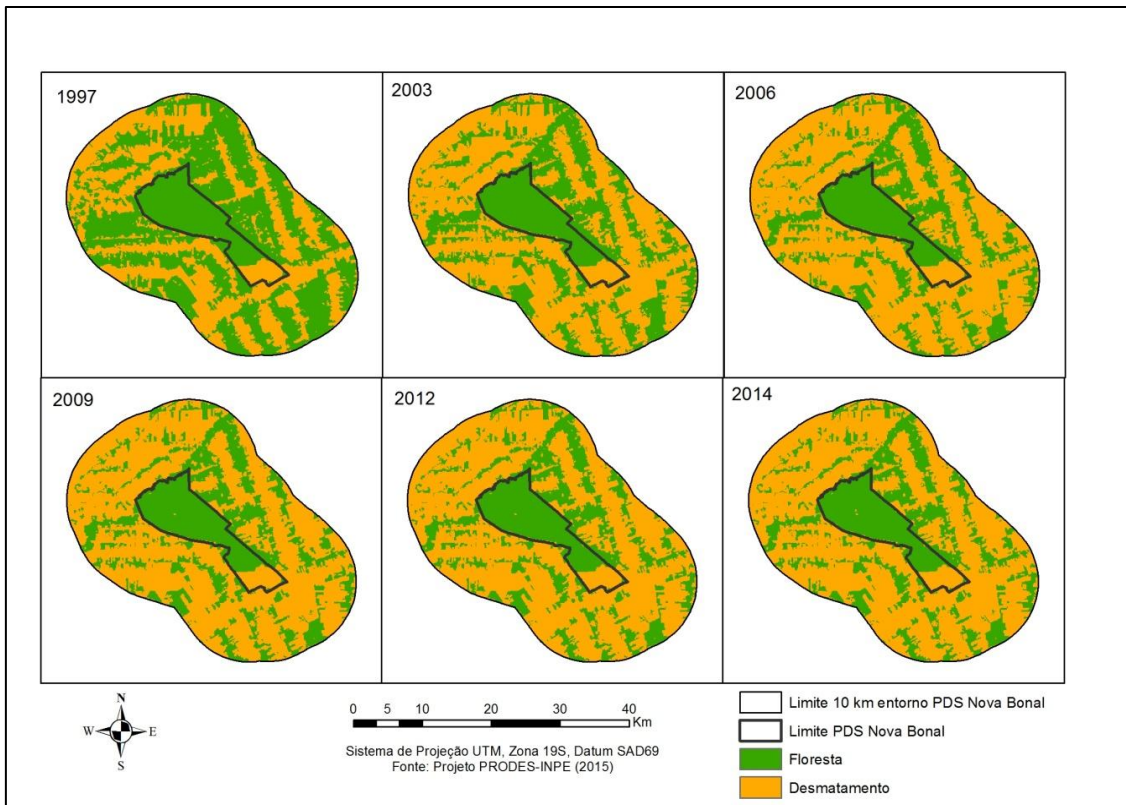 1997
2003
2006
2009
2012
2014
N
W E
S
0 5 10 20 30 40
Km
Sistema de Projeção UTM, Zona 19S, Datum SAD69
Fonte: Projeto PRODES-INPE (2015)
Limite 10 km entorno PDS Nova Bonal
Limite PDS Nova Bonal
Floresta
Desmatamento